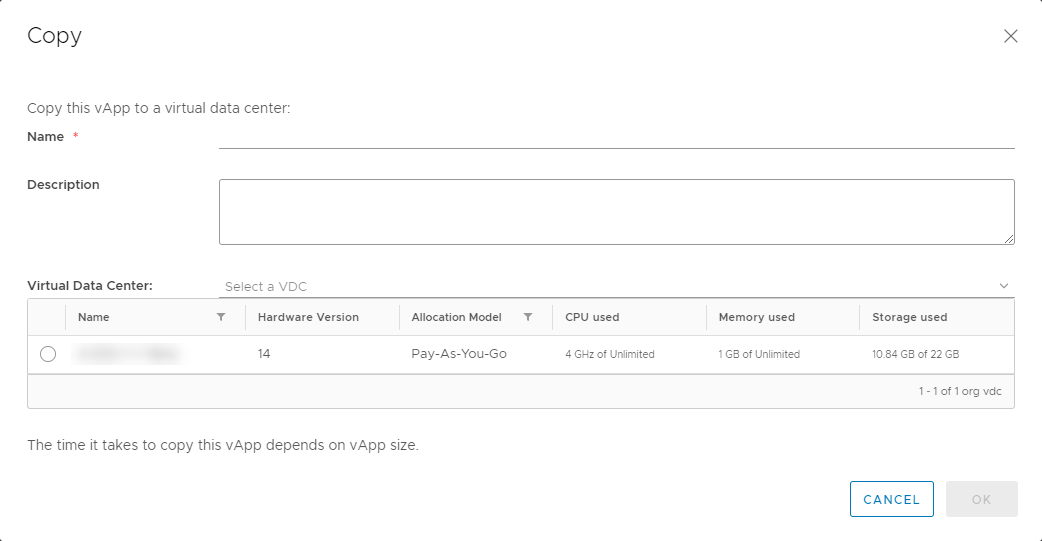 Copy
Copy this vApp to a virtual data center:
Name *
Description
Virtual Data Center: Select a VDC
Name Hardware Version Allocation Model CPU used Memory used Storage used
14 Pay-As-You-Go 4 GHz of Unlimited 1 GB of Unlimited 10.84 GB of 22 GB
1 - 1 of 1 org vdc
The time it takes to copy this vApp depends on vApp size.
CANCEL OK